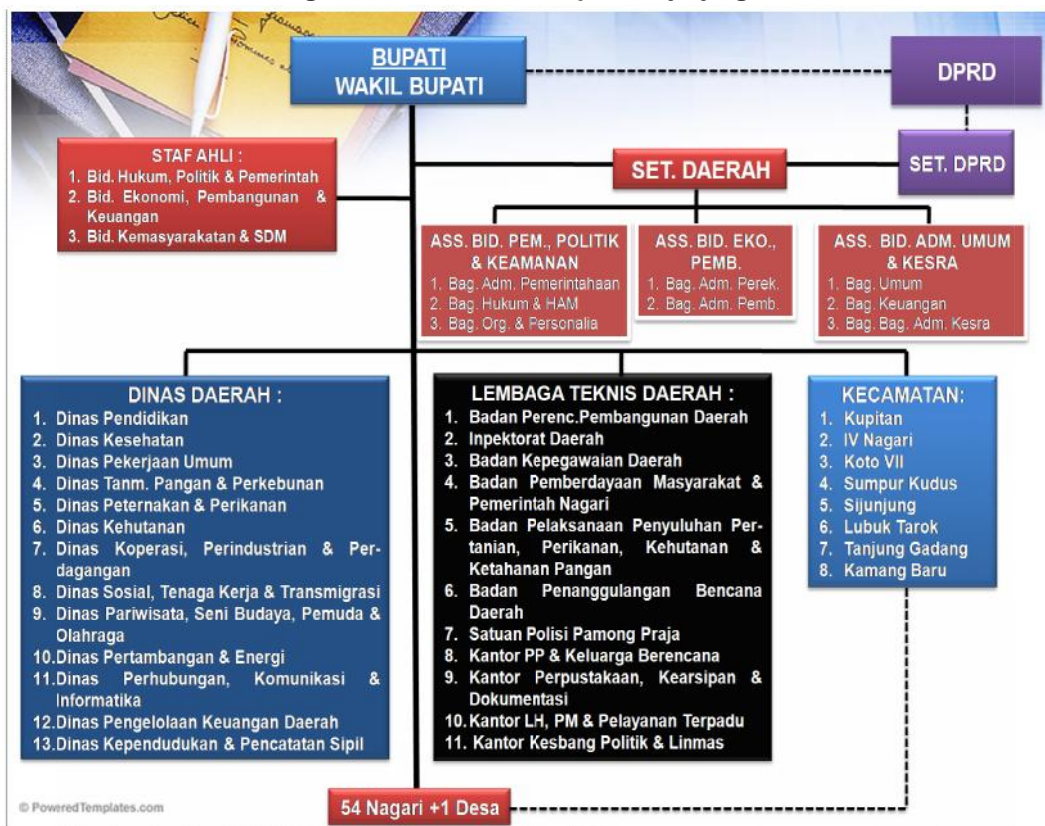 BUPATI
WAKIL BUPATI
DPRD
STAF AHLI :
1. Bid. Hukum, Politik & Pemerintah
2. Bid. Ekonomi, Pembangunan &
Keuangan
3. Bid. Kemasyarakatan & SDM
SET. DAERAH
SET. DPRD
ASS. BID. PEM., POLITIK
& KEAMANAN
1. Bag. Adm. Pemerintahaan
2. Bag. Hukum & HAM
3. Bag. Org. & Personalia
ASS. BID. EKO.,
PEMB.
1. Bag. Adm. Perek.
2. Bag. Adm. Pemb.
ASS. BID. ADM. UMUM
& KESRA
1. Bag. Umum
2. Bag. Keuangan
3. Bag. Bag. Adm. Kesra
DINAS DAERAH :
1. Dinas Pendidikan
2. Dinas Kesehatan
3. Dinas Pekerjaan Umum
4. Dinas Tanm. Pangan & Perkebunan
5. Dinas Peternakan & Perikanan
6. Dinas Kehutanan
7. Dinas Koperasi, Perindustrian & Per-
dagangan
8. Dinas Sosial, Tenaga Kerja & Transmigrasi
9. Dinas Pariwisata, Seni Budaya, Pemuda &
Olahraga
10.Dinas Pertambangan & Energi
11.Dinas Perhubungan, Komunikasi &
Informatika
12.Dinas Pengelolaan Keuangan Daerah
13.Dinas Kependudukan & Pencatatan Sipil
LEMBAGA TEKNIS DAERAH :
1. Badan Perenc.Pembangunan Daerah
2. Inpektorat Daerah
3. Badan Kepegawaian Daerah
4. Badan Pemberdayaan Masyarakat &
Pemerintah Nagari
5. Badan Pelaksanaan Penyuluhan Per-
tanian, Perikanan, Kehutanan &
Ketahanan Pangan
6. Badan Penanggulangan Bencana
Daerah
7. Satuan Polisi Pamong Praja
8. Kantor PP & Keluarga Berencana
9. Kantor Perpustakaan, Kearsipan &
Dokumentasi
10. Kantor LH, PM & Pelayanan Terpadu
11. Kantor Kesbang Politik & Linmas
KECAMATAN:
1. Kupitan
2. IV Nagari
3. Koto VII
4. Sumpur Kudus
5. Sijunjung
6. Lubuk Tarok
7. Tanjung Gadang
8. Kamang Baru
54 Nagari +1 Desa
© PoweredTemplates.com